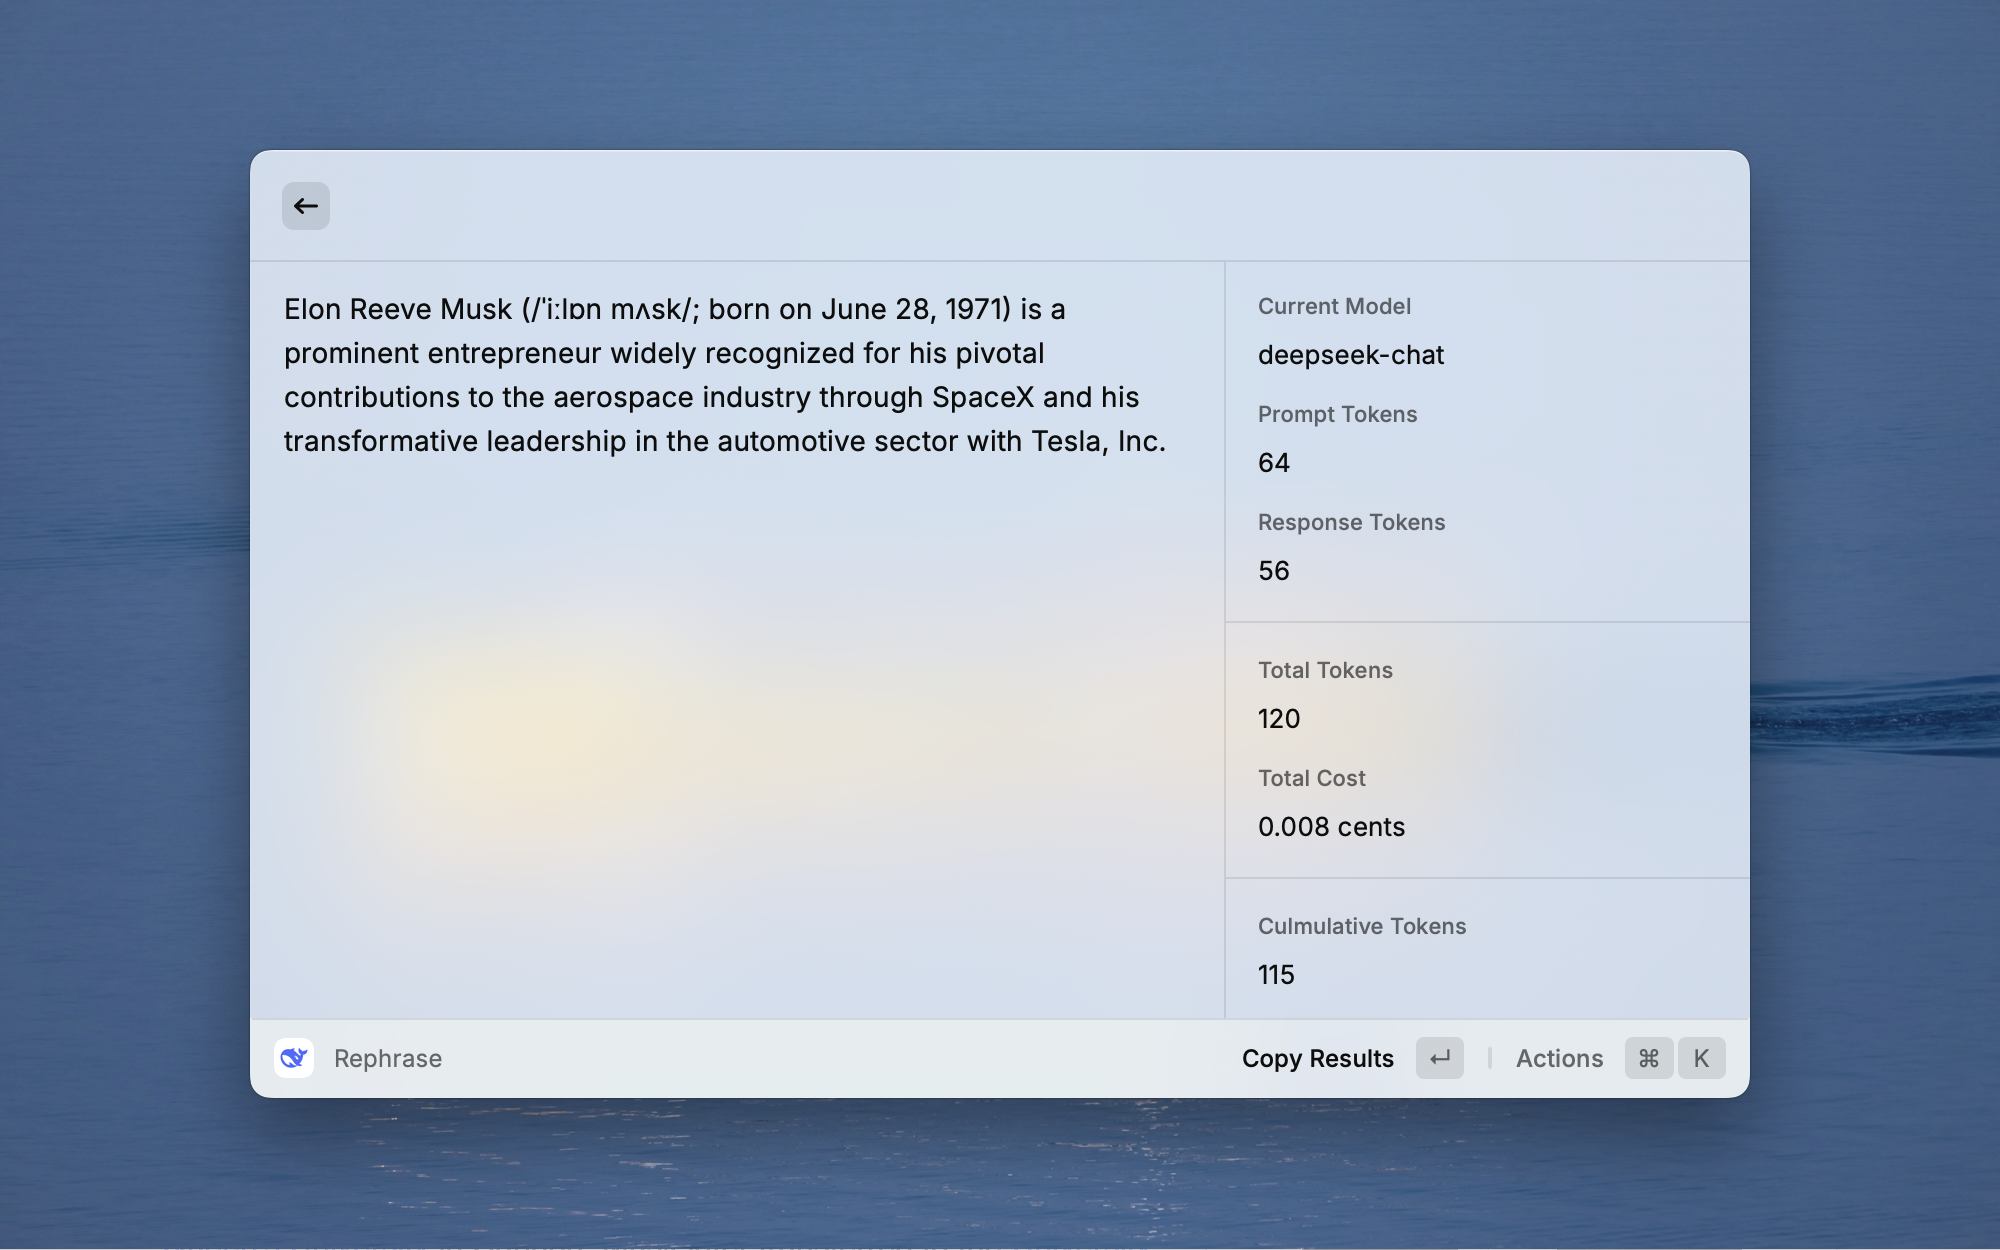 Elon Reeve Musk (/ˈiːlɒn mʌsk/; born on June 28, 1971) is a
prominent entrepreneur widely recognized for his pivotal
contributions to the aerospace industry through SpaceX and his
transformative leadership in the automotive sector with Tesla, Inc.
Current Model
deepseek-chat
Prompt Tokens
64
Response Tokens
56
Total Tokens
120
Total Cost
0.008 cents
Culmulative Tokens
115
Rephrase
Copy Results ↵ | Actions ⌘ K